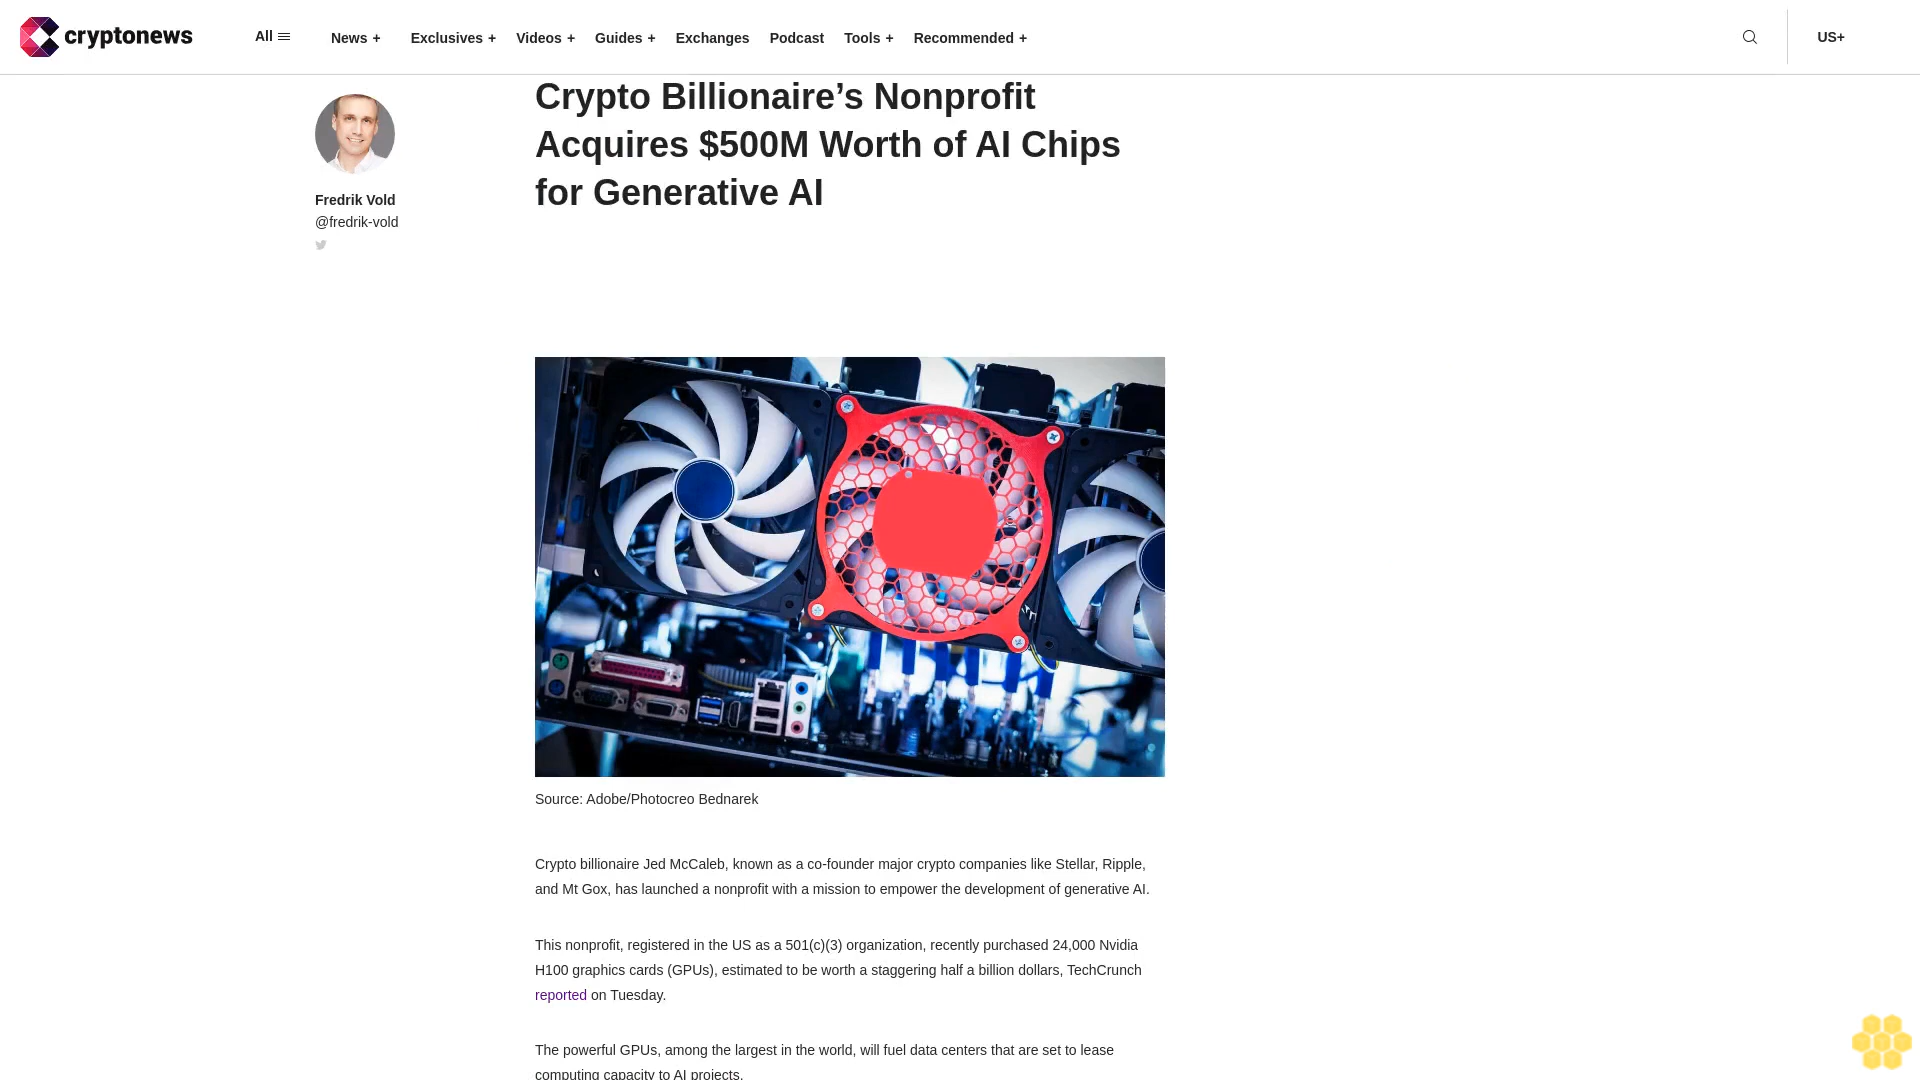 cryptonews
All
News +
Exclusives +
Videos +
Guides +
Exchanges
Podcast
Tools +
Recommended +
US+
Fredrik Vold
@fredrik-vold
Crypto Billionaire’s Nonprofit
Acquires $500M Worth of AI Chips
for Generative AI
Source: Adobe/Photocreo Bednarek
Crypto billionaire Jed McCaleb, known as a co-founder major crypto companies like Stellar, Ripple,
and Mt Gox, has launched a nonprofit with a mission to empower the development of generative AI.
This nonprofit, registered in the US as a 501(c)(3) organization, recently purchased 24,000 Nvidia
H100 graphics cards (GPUs), estimated to be worth a staggering half a billion dollars, TechCrunch
reported on Tuesday.
The powerful GPUs, among the largest in the world, will fuel data centers that are set to lease
computing capacity to AI projects.